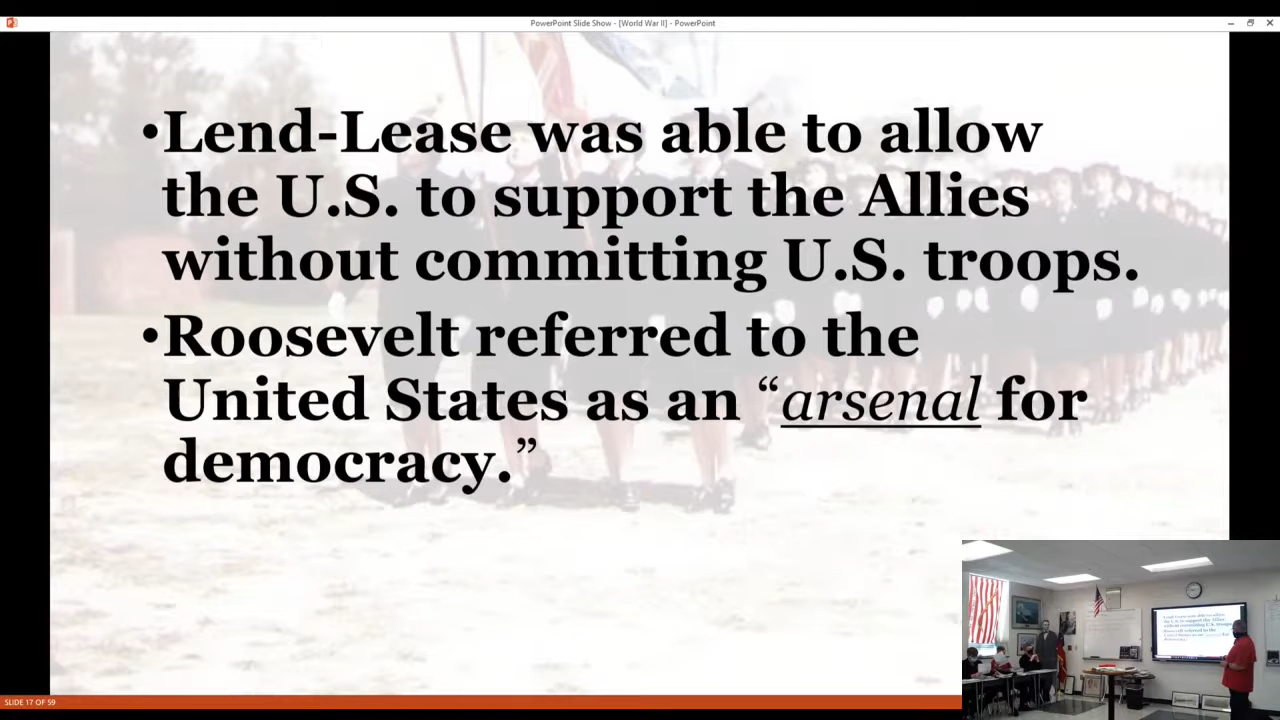 PowerPoint Slide Show - [World War II] - PowerPoint
•Lend-Lease was able to allow
the U.S. to support the Allies
without committing U.S. troops.
•Roosevelt referred to the
United States as an “arsenal for
democracy.”
SLIDE 17 OF 59